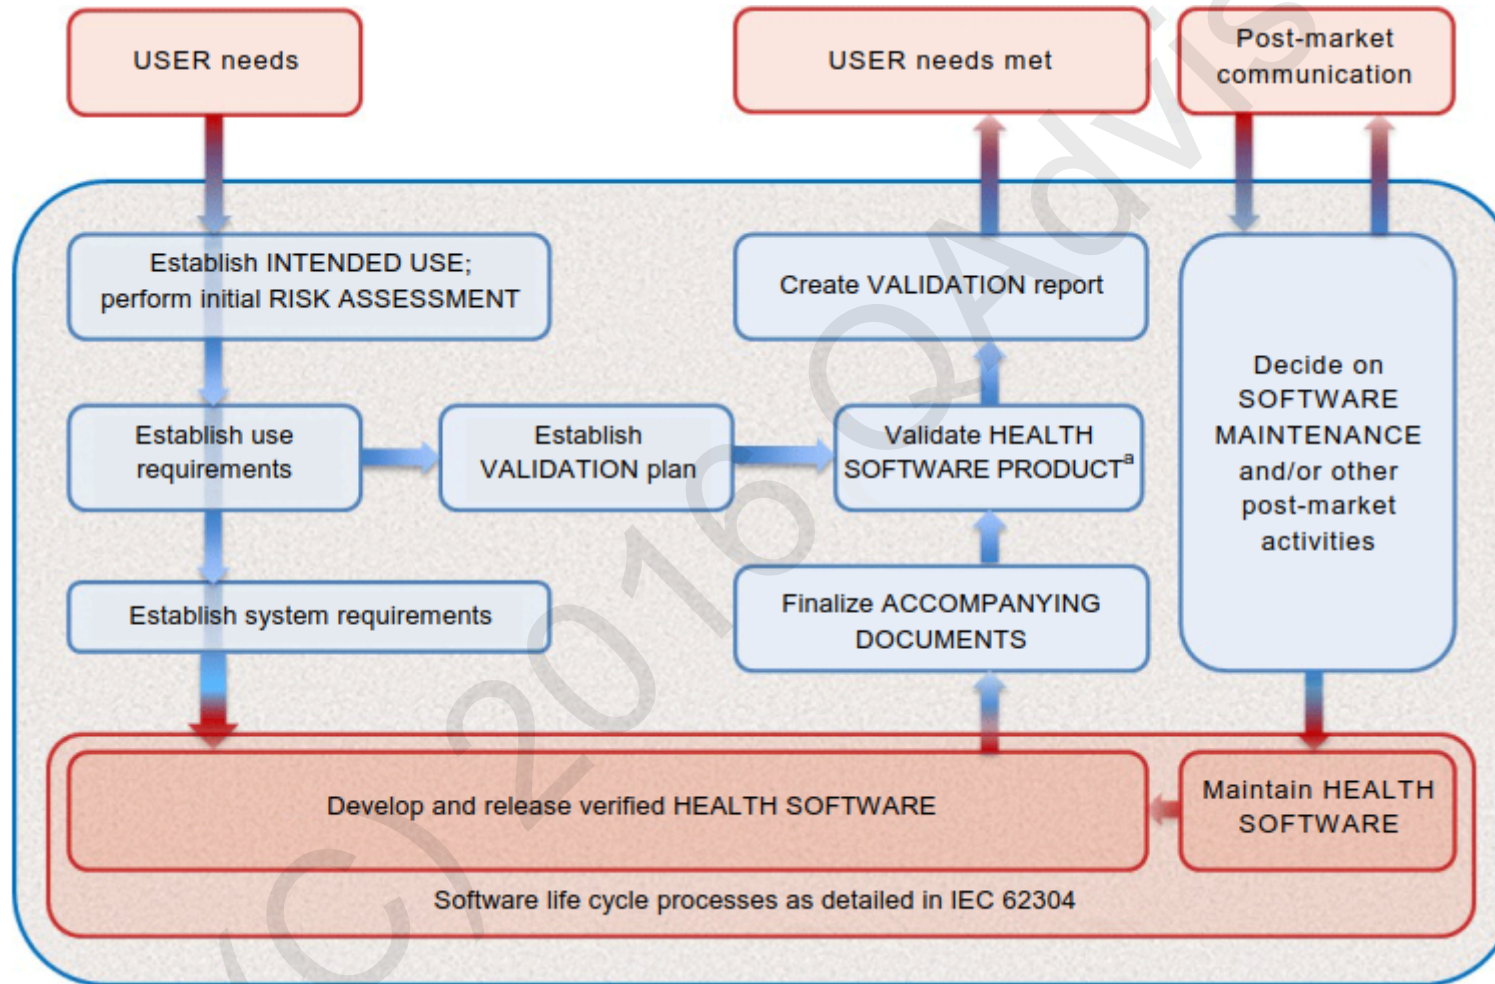 USER needs
USER needs met
Post-market
communication
Establish INTENDED USE;
perform initial RISK ASSESSMENT
Create VALIDATION report
Decide on
SOFTWARE
MAINTENANCE
and/or other
post-market
activities
Establish use
requirements
Establish
VALIDATION plan
Validate HEALTH
SOFTWARE PRODUCTª
Establish system requirements
Finalize ACCOMPANYING
DOCUMENTS
Develop and release verified HEALTH SOFTWARE
Maintain HEALTH
SOFTWARE
Software life cycle processes as detailed in IEC 62304
(C) 2016 QAdvis